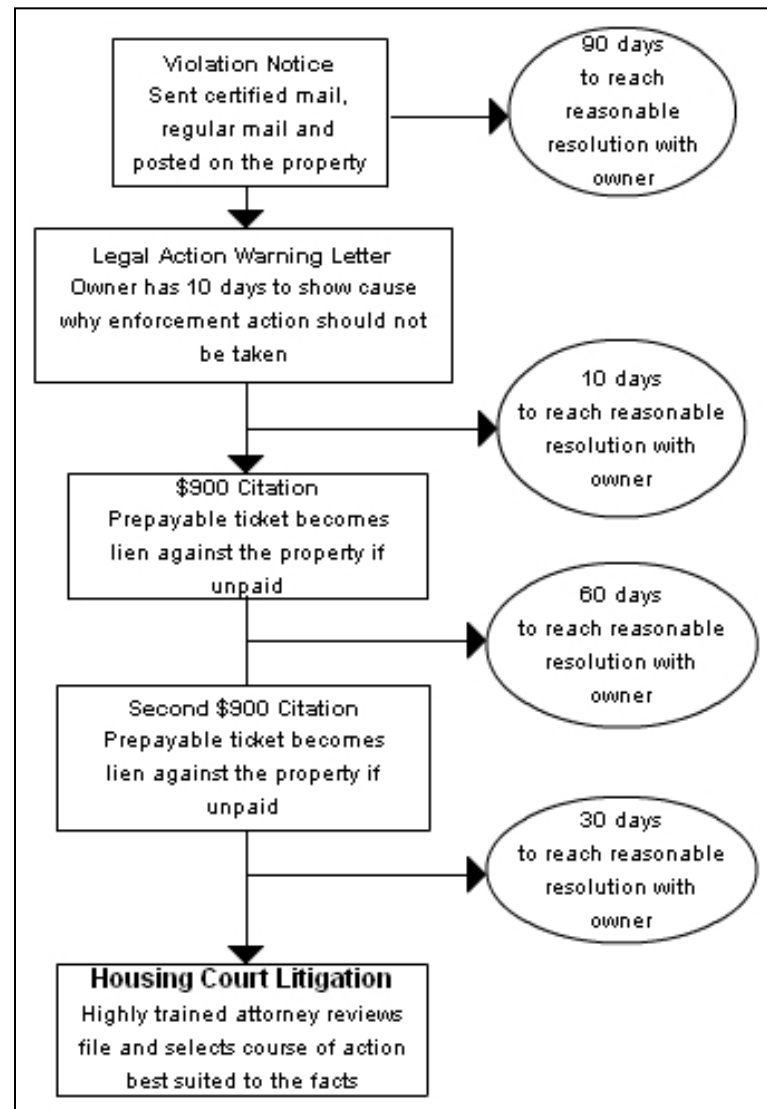 Violation Notice
Sent certified mail,
regular mail and
posted on the property
90 days
to reach
reasonable
resolution with
owner
Legal Action Warning Letter
Owner has 10 days to show cause
why enforcement action should not
be taken
10 days
to reach reasonable
resolution with
owner
$900 Citation
Prepayable ticket becomes
lien against the property if
unpaid
60 days
to reach reasonable
resolution with
owner
Second $900 Citation
Prepayable ticket becomes
lien against the property if
unpaid
30 days
to reach reasonable
resolution with
owner
Housing Court Litigation
Highly trained attorney reviews
file and selects course of action
best suited to the facts